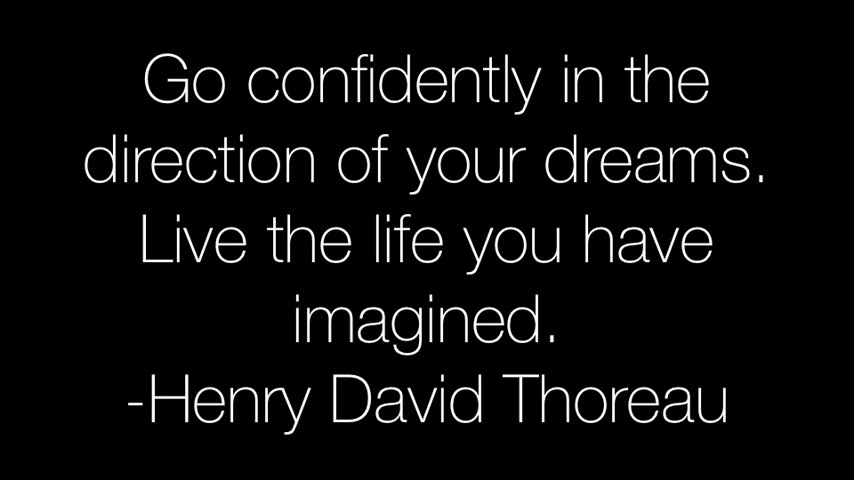 Go confidently in the
direction of your dreams.
Live the life you have
imagined.
-Henry David Thoreau